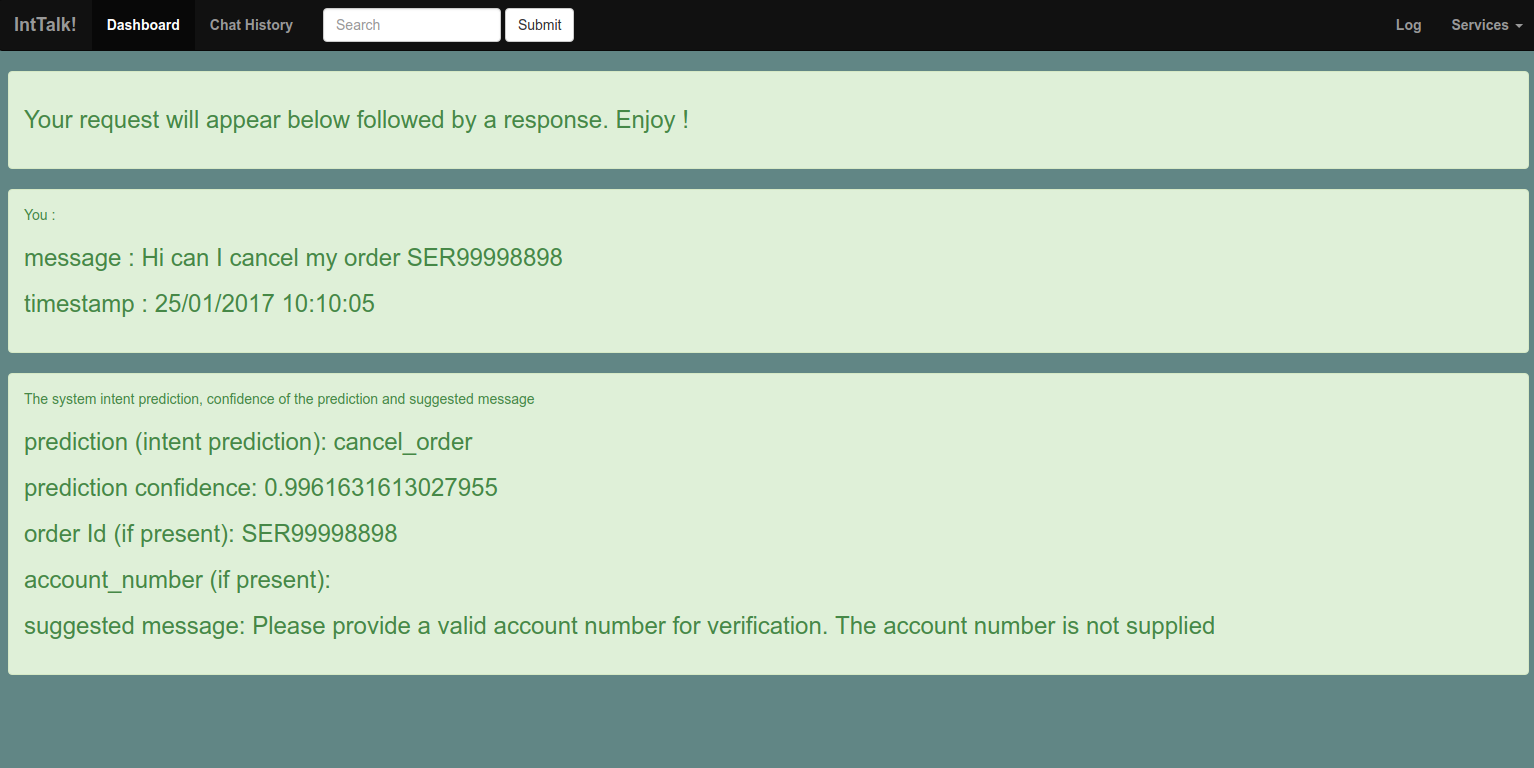 IntTalk! Dashboard Chat History Search Submit Log Services
Your request will appear below followed by a response. Enjoy !
You :
message : Hi can I cancel my order SER99998898
timestamp : 25/01/2017 10:10:05
The system intent prediction, confidence of the prediction and suggested message
prediction (intent prediction): cancel_order
prediction confidence: 0.9961631613027955
order Id (if present): SER99998898
account_number (if present):
suggested message: Please provide a valid account number for verification. The account number is not supplied